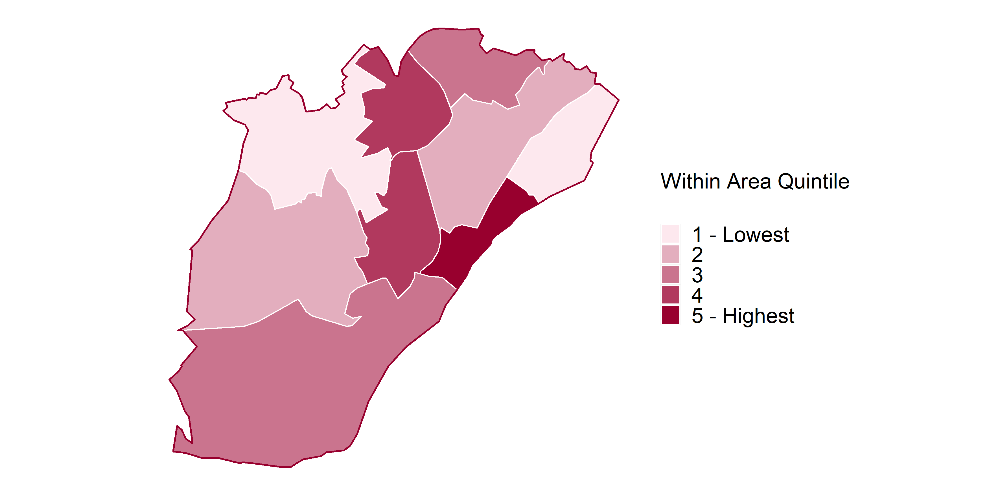 Within Area Quintile
1 - Lowest
2
3
4
5 - Highest